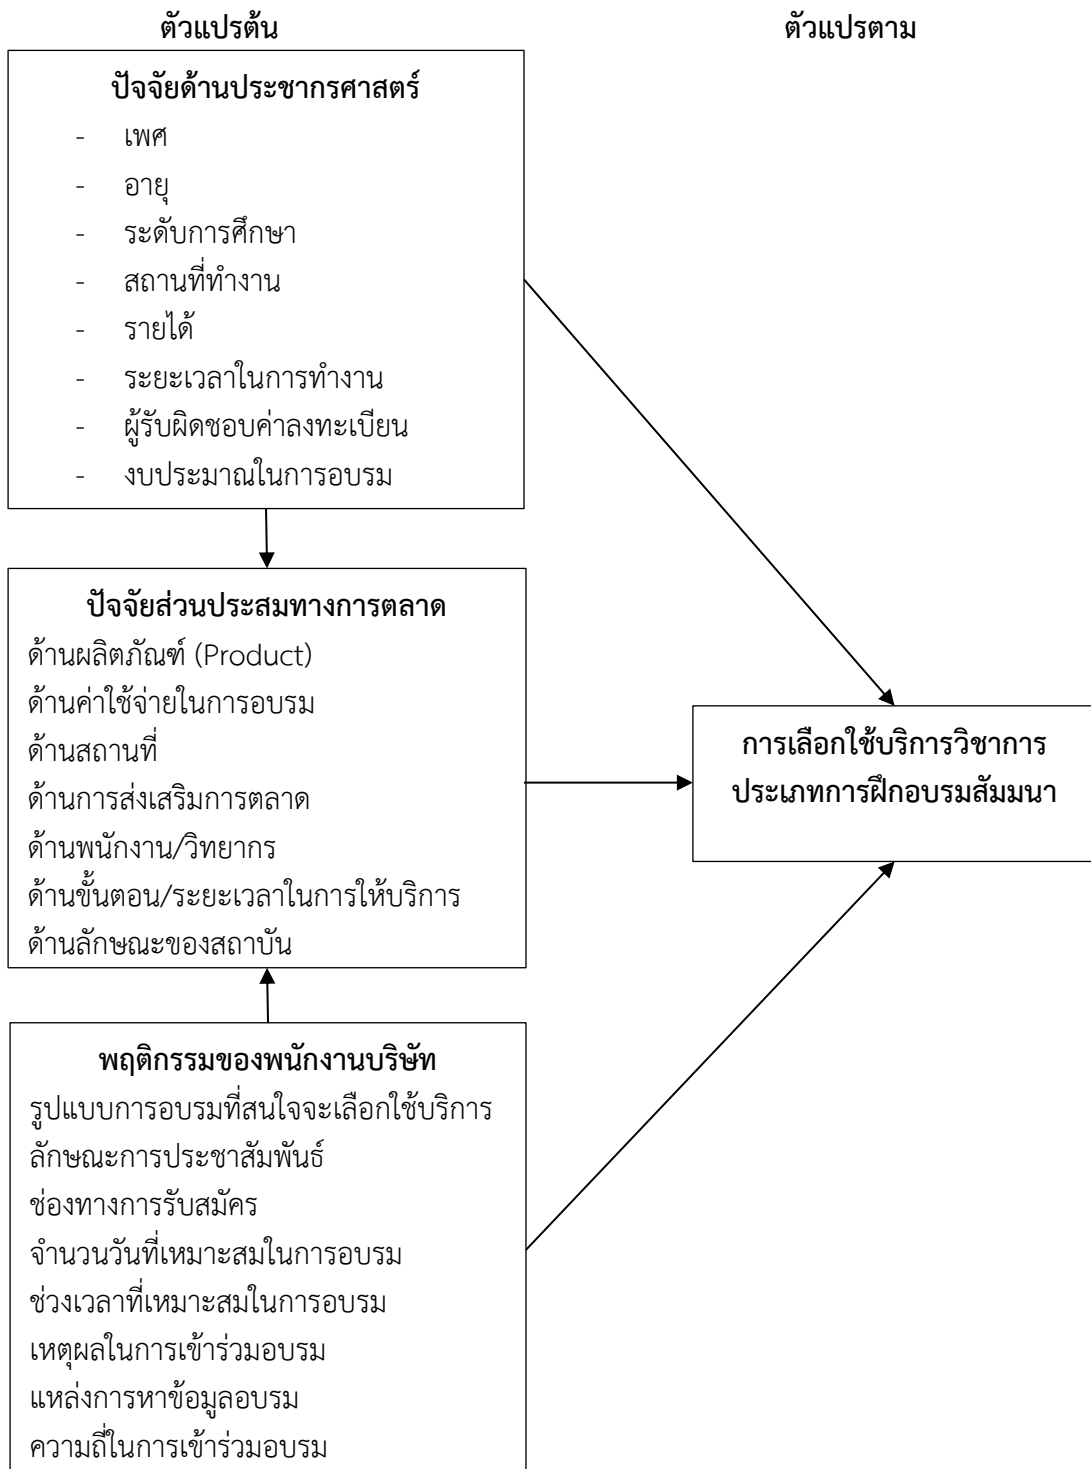 ตัวแปรต้น
ตัวแปรตาม
ปัจจัยด้านประชากรศาสตร์
- เพศ
- อายุ
- ระดับการศึกษา
- สถานที่ทำงาน
- รายได้
- ระยะเวลาในการทำงาน
- ผู้รับผิดชอบค่าลงทะเบียน
- งบประมาณในการอบรม
ปัจจัยส่วนประสมทางการตลาด
ด้านผลิตภัณฑ์ (Product)
ด้านค่าใช้จ่ายในการอบรม
ด้านสถานที่
ด้านการส่งเสริมการตลาด
ด้านพนักงาน/วิทยากร
ด้านขั้นตอน/ระยะเวลาในการให้บริการ
ด้านลักษณะของสถาบัน
การเลือกใช้บริการวิชาการ
ประเภทการฝึกอบรมสัมมนา
พฤติกรรมของพนักงานบริษัท
รูปแบบการอบรมที่สนใจจะเลือกใช้บริการ
ลักษณะการประชาสัมพันธ์
ช่องทางการรับสมัคร
จำนวนวันที่เหมาะสมในการอบรม
ช่วงเวลาที่เหมาะสมในการอบรม
เหตุผลในการเข้าร่วมอบรม
แหล่งการหาข้อมูลอบรม
ความถี่ในการเข้าร่วมอบรม